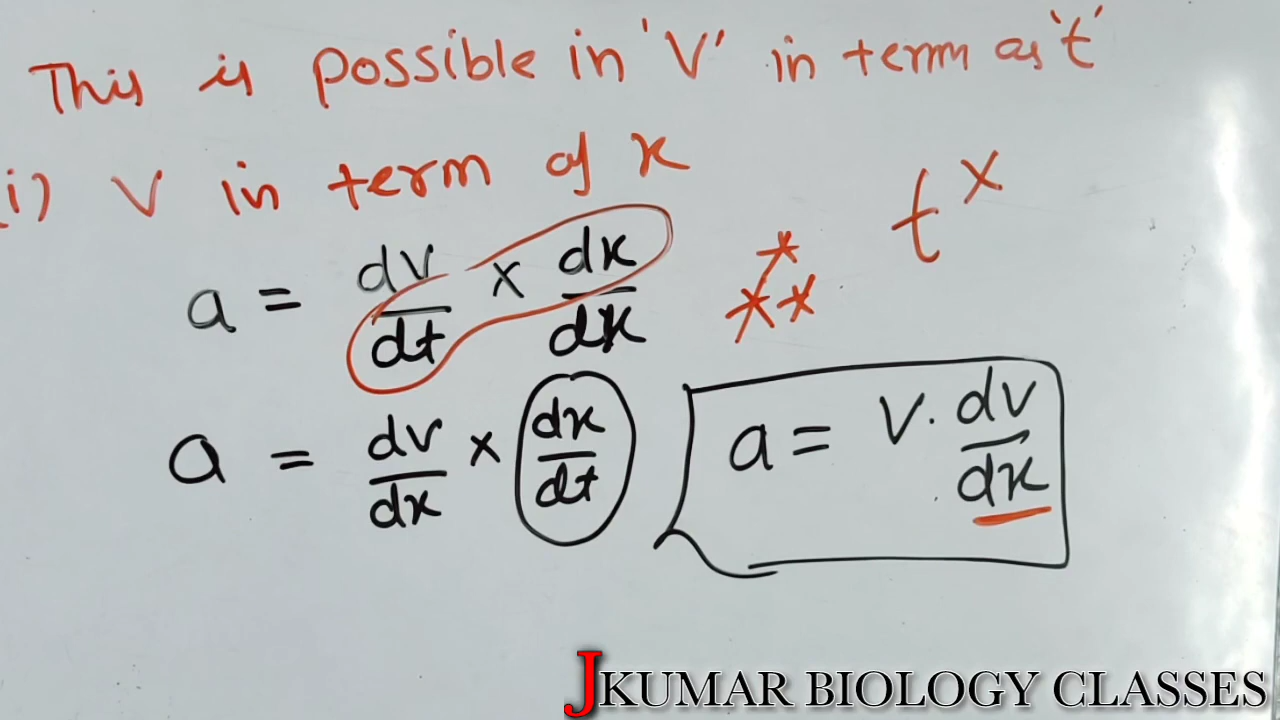 This is possible in 'V' in term as 't'
(i) V in term of x
t^x
a = dv/dt × dx/dx
a = dv/dx × dx/dt
a = V. dv/dx
JKUMAR BIOLOGY CLASSES